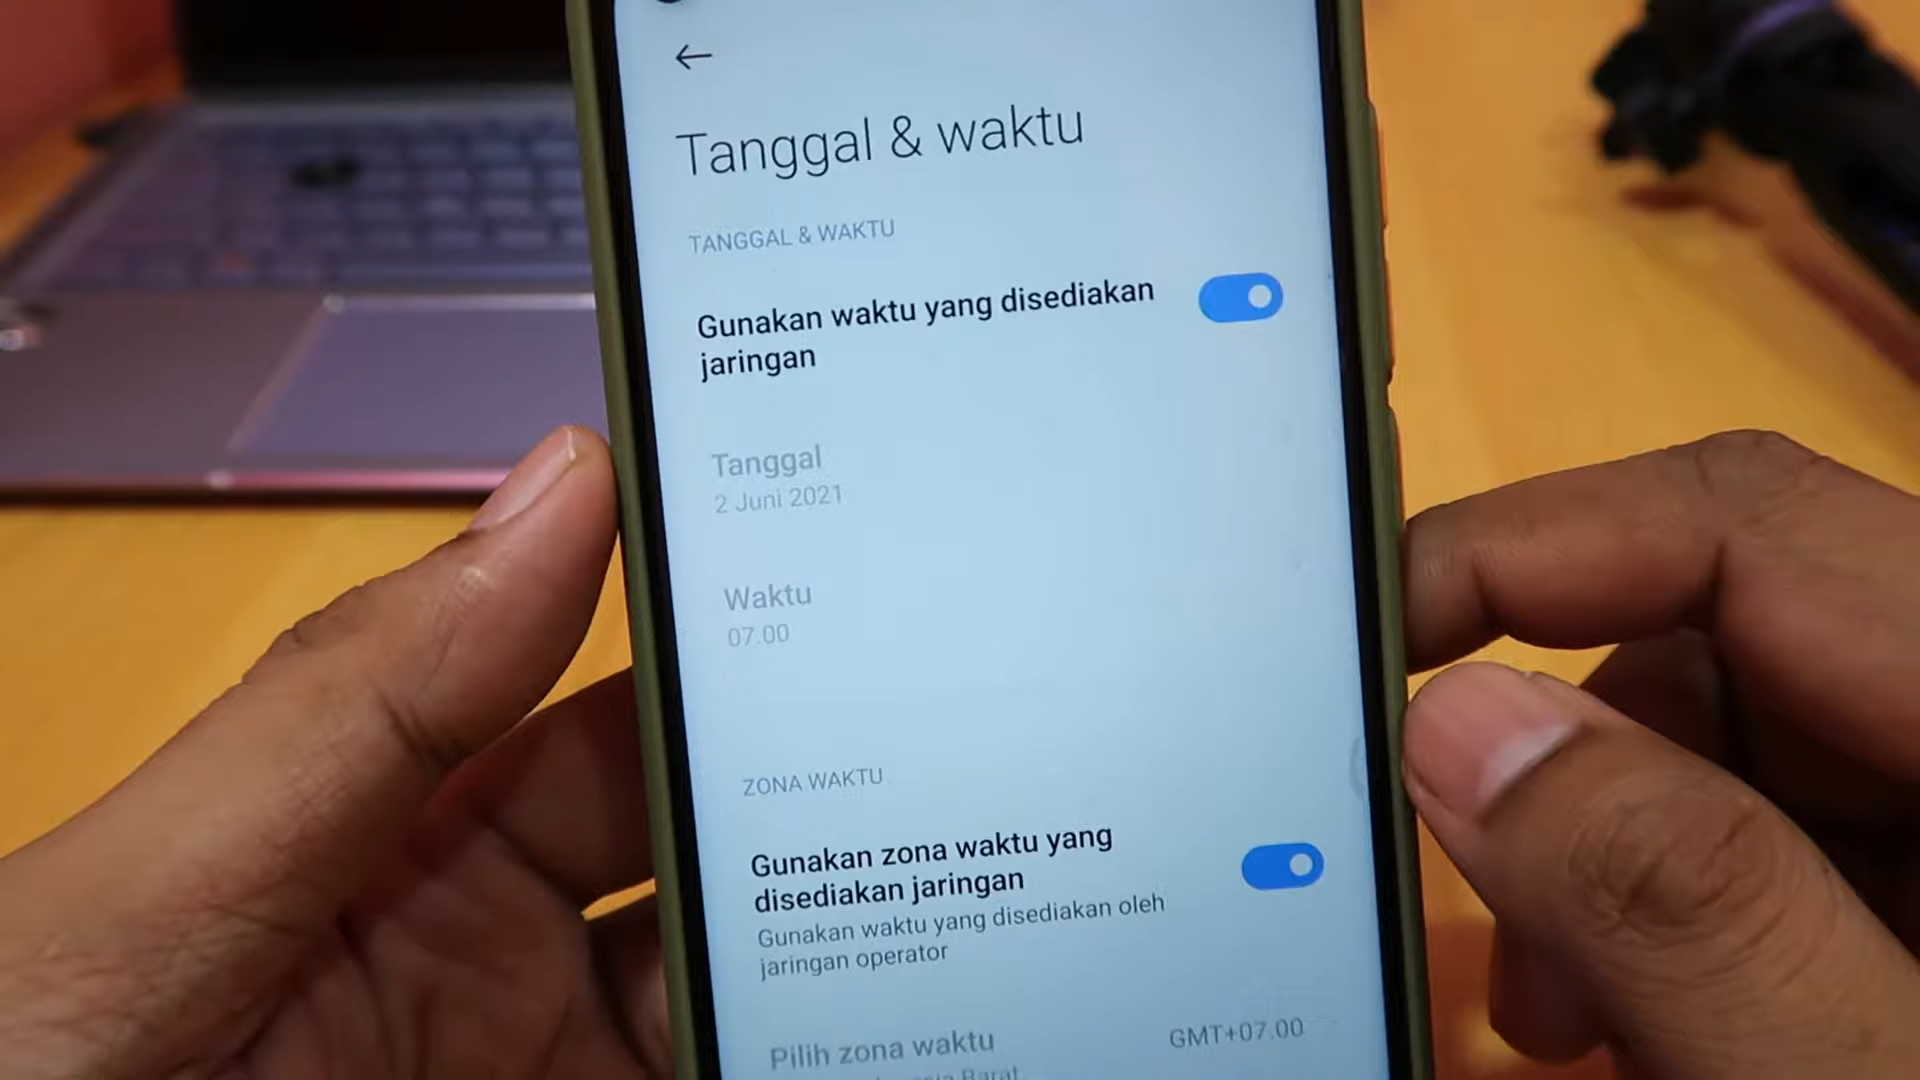 Tanggal & waktu
TANGGAL & WAKTU
Gunakan waktu yang disediakan
jaringan
Tanggal
2 Juni 2021
Waktu
07.00
ZONA WAKTU
Gunakan zona waktu yang
disediakan jaringan
Gunakan waktu yang disediakan oleh
jaringan operator
Pilih zona waktu
GMT+07.00
Barat